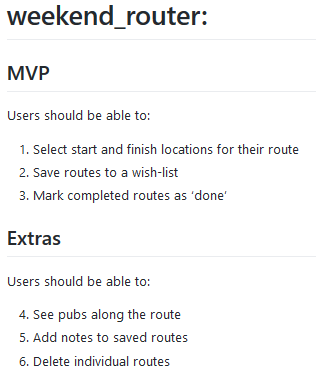 weekend_router:
MVP
Users should be able to:
1. Select start and finish locations for their route
2. Save routes to a wish-list
3. Mark completed routes as ‘done’
Extras
Users should be able to:
4. See pubs along the route
5. Add notes to saved routes
6. Delete individual routes